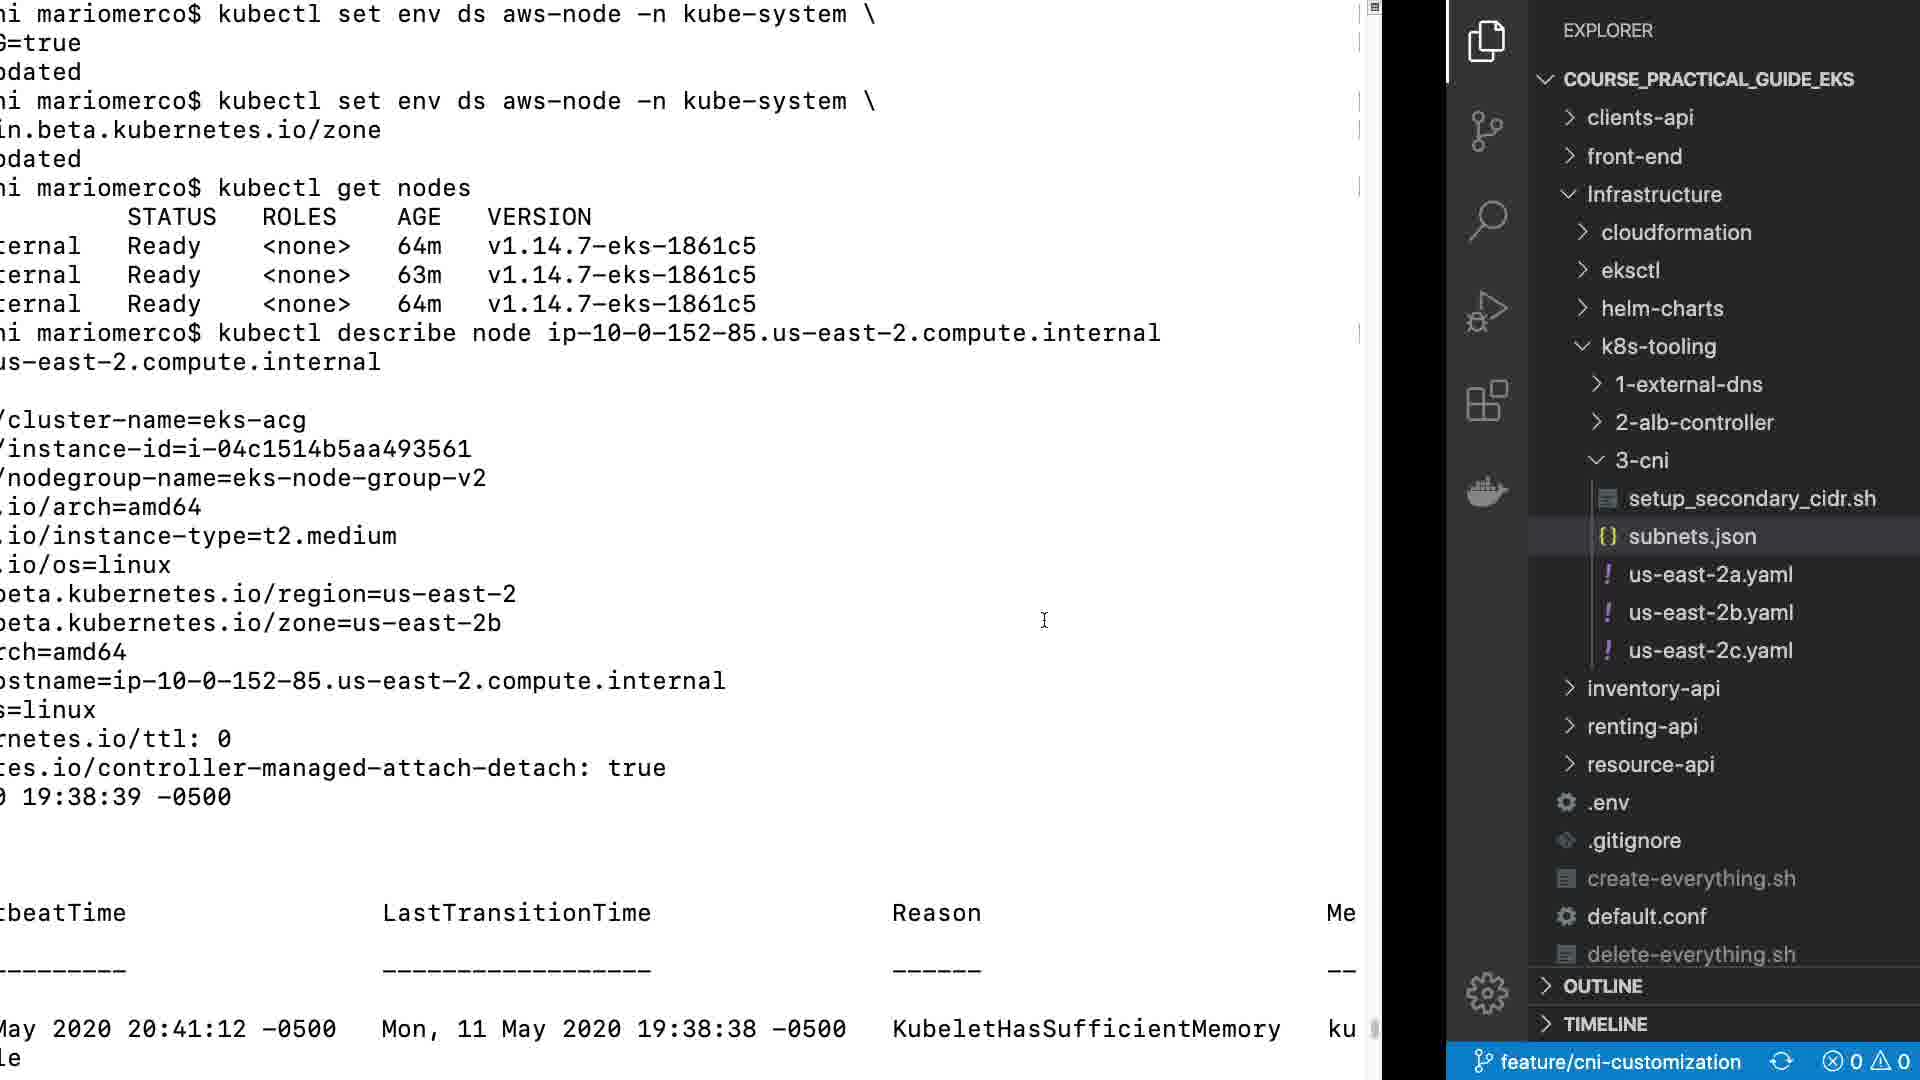 ni mariomerco$ kubectl set env ds aws-node -n kube-system \
G=true
pdated
ni mariomerco$ kubectl set env ds aws-node -n kube-system \
in.beta.kubernetes.io/zone
pdated
ni mariomerco$ kubectl get nodes
STATUS ROLES AGE VERSION
ternal Ready <none> 64m v1.14.7-eks-1861c5
ternal Ready <none> 63m v1.14.7-eks-1861c5
ternal Ready <none> 64m v1.14.7-eks-1861c5
ni mariomerco$ kubectl describe node ip-10-0-152-85.us-east-2.compute.internal
us-east-2.compute.internal
/cluster-name=eks-acg
/instance-id=i-04c1514b5aa493561
/nodegroup-name=eks-node-group-v2
.io/arch=amd64
.io/instance-type=t2.medium
.io/os=linux
beta.kubernetes.io/region=us-east-2
beta.kubernetes.io/zone=us-east-2b
rch=amd64
ostname=ip-10-0-152-85.us-east-2.compute.internal
s=linux
rnetes.io/ttl: 0
tes.io/controller-managed-attach-detach: true
0 19:38:39 -0500
tbeatTime LastTransitionTime Reason Me
--------- ------------------ ------ --
May 2020 20:41:12 -0500 Mon, 11 May 2020 19:38:38 -0500 KubeletHasSufficientMemory ku
le
EXPLORER
COURSE_PRACTICAL_GUIDE_EKS
clients-api
front-end
Infrastructure
cloudformation
eksctl
helm-charts
k8s-tooling
1-external-dns
2-alb-controller
3-cni
setup_secondary_cidr.sh
{} subnets.json
! us-east-2a.yaml
! us-east-2b.yaml
! us-east-2c.yaml
inventory-api
renting-api
resource-api
.env
.gitignore
create-everything.sh
default.conf
delete-everything.sh
OUTLINE
TIMELINE
feature/cni-customization 0 0